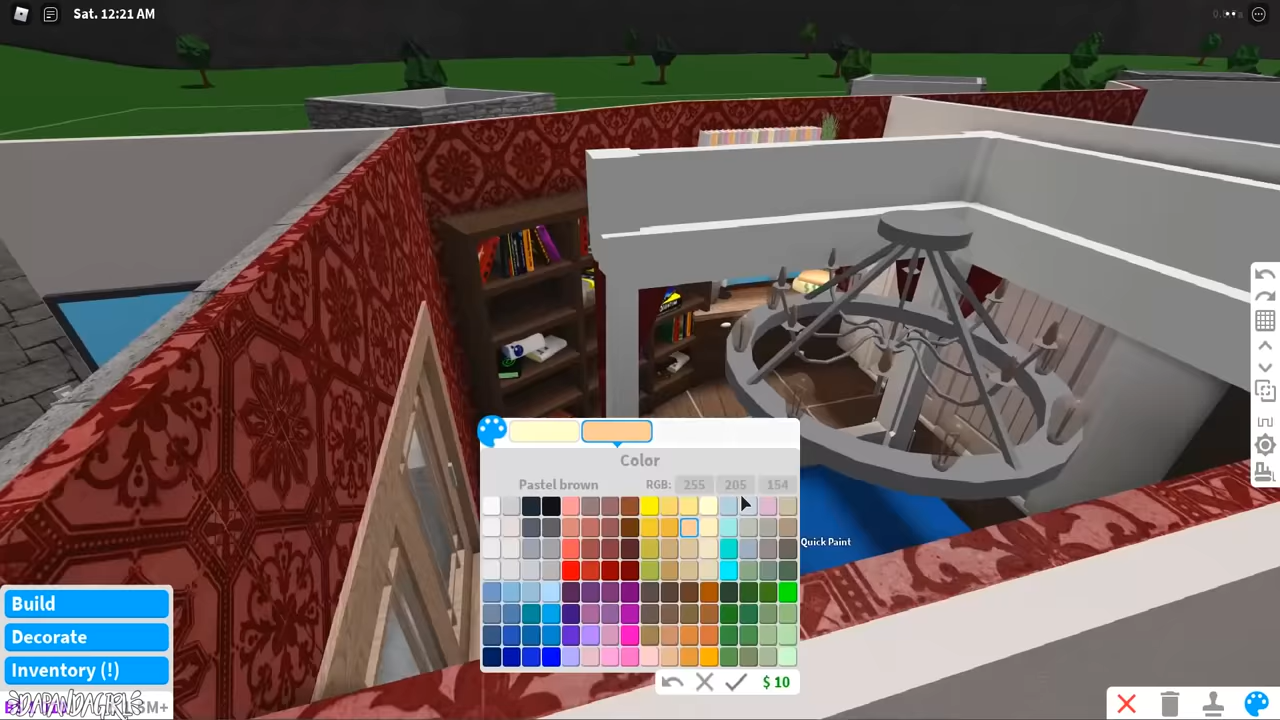 Sat. 12:21 AM
Color
Pastel brown
RGB: 255 205 154
Quick Paint
Build
Decorate
Inventory (!)
$ 10